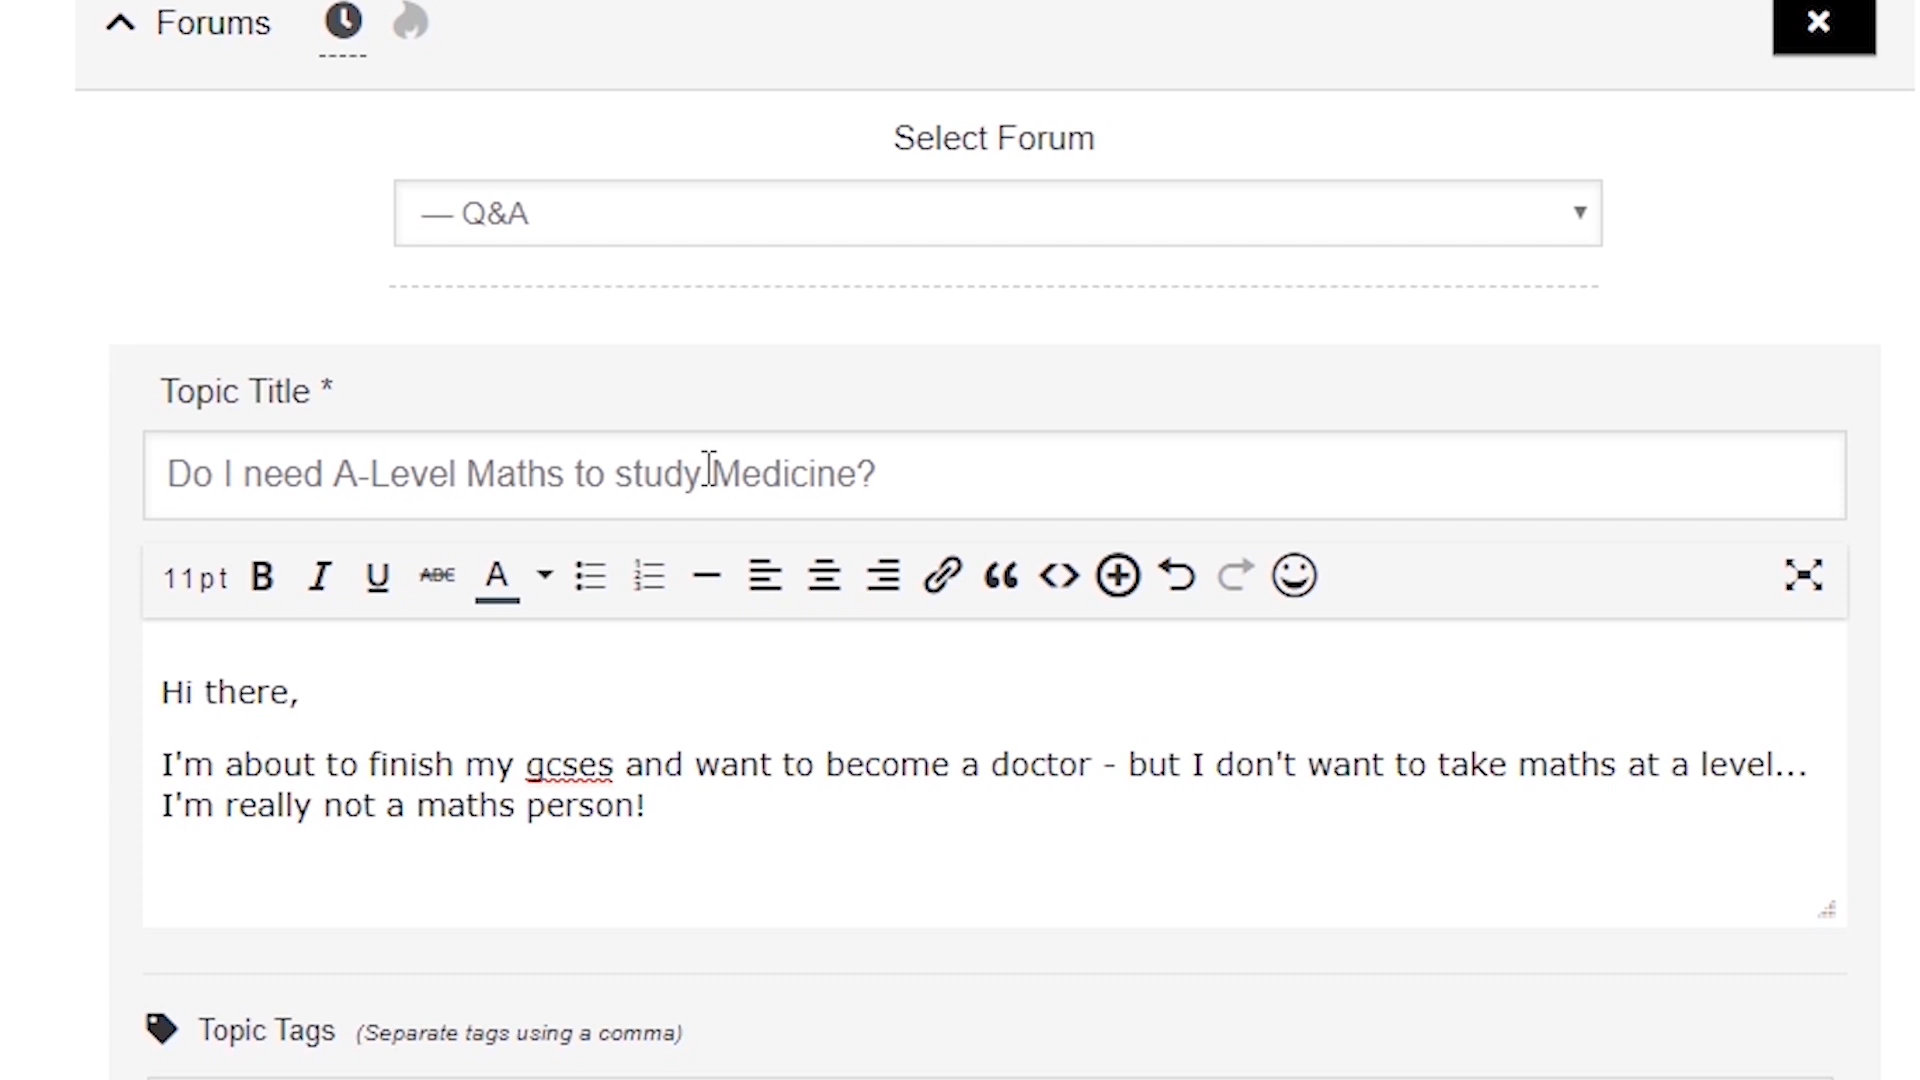 Forums
Select Forum
— Q&A
Topic Title *
Do I need A-Level Maths to study Medicine?
11pt B I U ABC A
Hi there,
I'm about to finish my gcses and want to become a doctor - but I don't want to take maths at a level...
I'm really not a maths person!
Topic Tags (Separate tags using a comma)